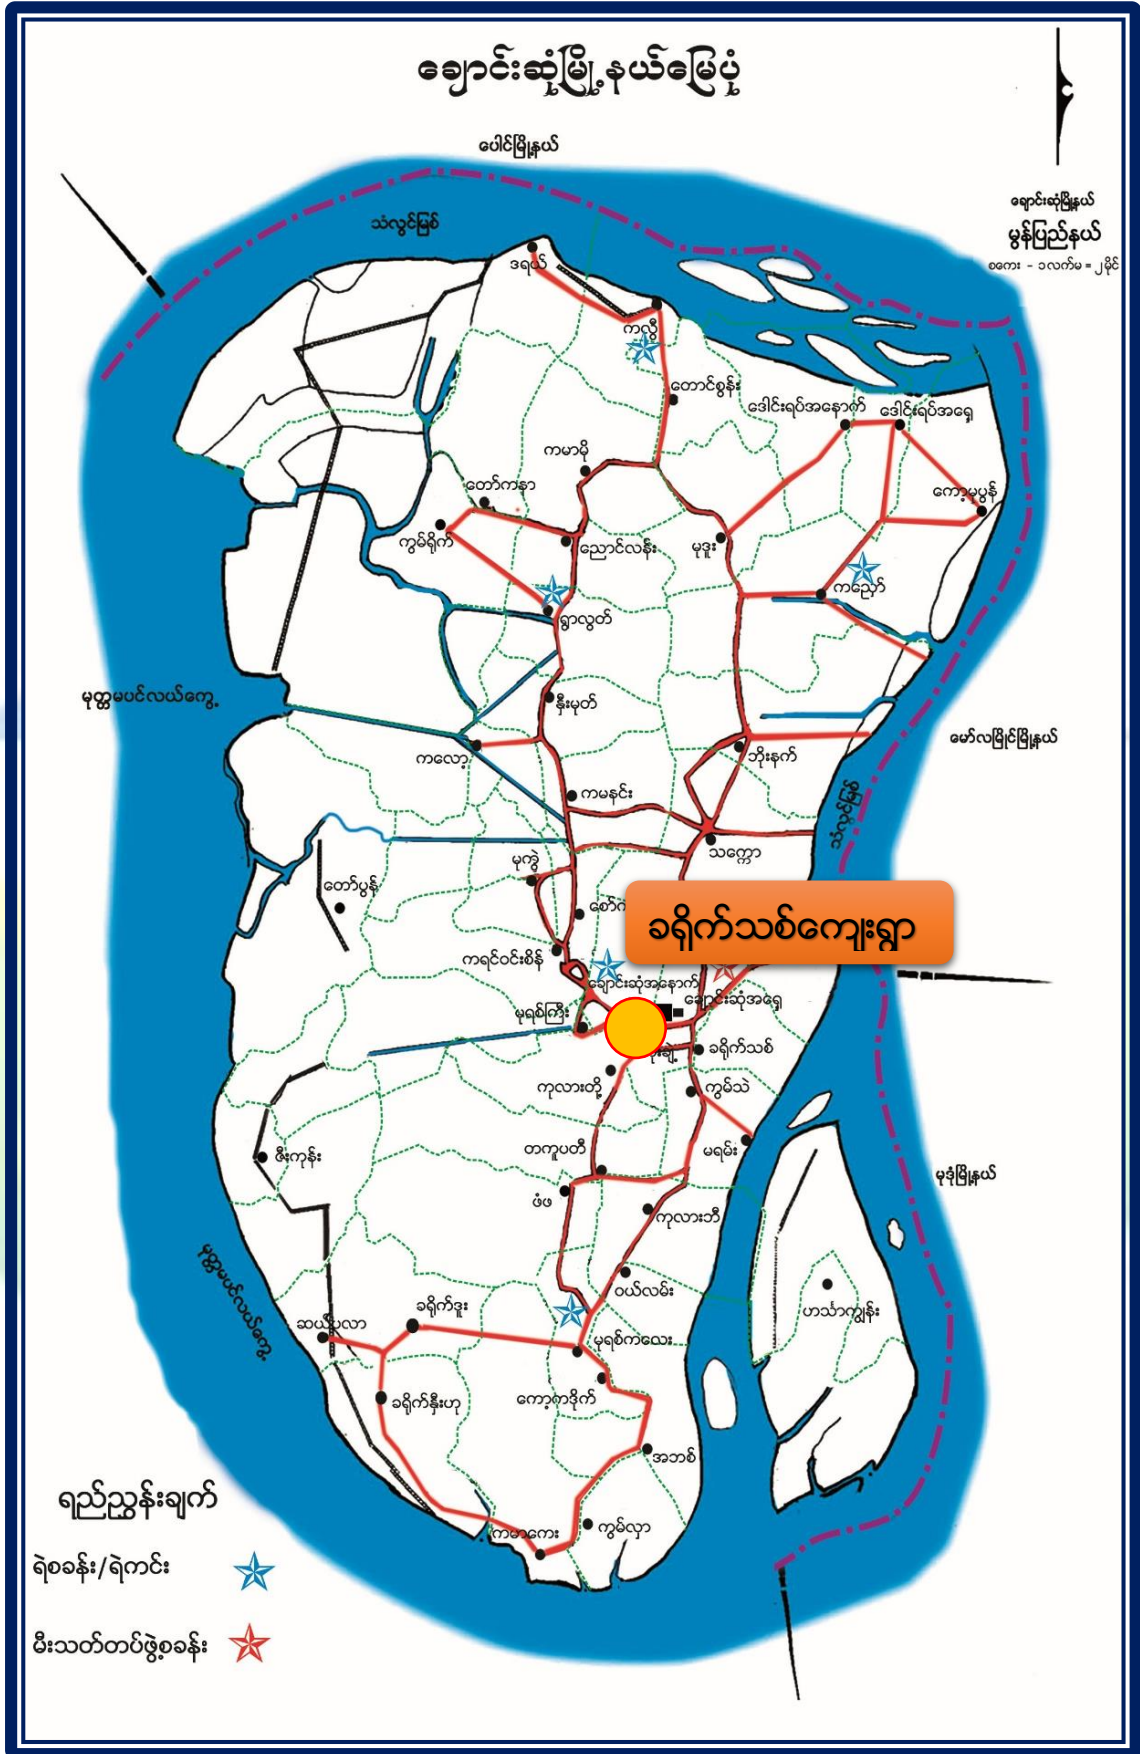 ချောင်းဆုံမြို့နယ်မြေပုံ
ပေါင်မြို့နယ်
ချောင်းဆုံမြို့နယ်
မွန်ပြည်နယ်
စကေး - ၁လက်မ = ၂မိုင်
သံလွင်မြစ်
ဒရယ်
ကလွီ
တောင်စွန်း
ဒေါင်းရပ်အနောက်
ဒေါင်းရပ်အရှေ့
ကမာမို
တော်ကနာ
ကော့မုပွန်
ကွမ်ရိုက်
ညောင်လန်း
မုဒူး
ကညှော်
ရွာလွတ်
မုတ္တမပင်လယ်ကွေ့
နှီးမုတ်
မော်လမြိုင်မြို့နယ်
ကလော့
ဘိုးနက်
ကမနင်း
သံလွင်မြစ်
သက္ကော
မုကွဲ
တော်ပွန်
ခရိုက်သစ်ကျေးရွာ
ကရင်ဝင်းစိန်
ချောင်းဆုံအနောက်
ချောင်းဆုံအရှေ့
မုရစ်ကြီး
ခရိုက်သစ်
ကုလားတို့
ကွမ်သဲ
တကူပတီ
မရမ်း
ဇီးကုန်း
မုဒုံမြို့နယ်
ဖံဖ
ကုလားဘီ
မုတ္တမပင်လယ်ကွေ့
ဝယ်လမ်း
ဟင်္သာကျွန်း
ခရိုက်ဒူး
ဆယ်ပလာ
မုရစ်ကလေး
ခရိုက်နှီးဟု
ကော့ကဒိုက်
အဘစ်
ရည်ညွှန်းချက်
ကွမ်လှာ
ကမာကေး
ရဲစခန်း/ရဲကင်း
မီးသတ်တပ်ဖွဲ့စခန်း